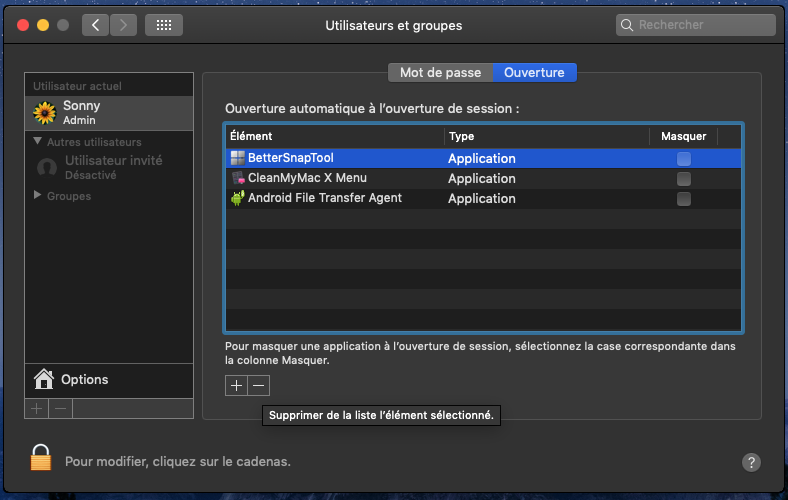 Utilisateurs et groupes
Rechercher
Mot de passe
Ouverture
Utilisateur actuel
Sonny
Admin
Autres utilisateurs
Utilisateur invité
Désactivé
Groupes
Options
Ouverture automatique à l'ouverture de session :
Élément Type Masquer
BetterSnapTool Application
CleanMyMac X Menu Application
Android File Transfer Agent Application
Pour masquer une application à l'ouverture de session, sélectionnez la case correspondante dans
la colonne Masquer.
+ −
Supprimer de la liste l'élément sélectionné.
+ −
Pour modifier, cliquez sur le cadenas.
?